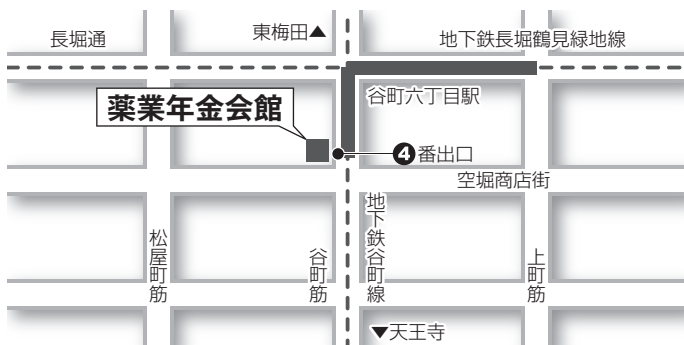 長堀通
東梅田▲
地下鉄長堀鶴見緑地線
谷町六丁目駅
薬業年金会館
❹番出口
空堀商店街
松屋町筋
谷町筋
地下鉄谷町線
上町筋
▼天王寺